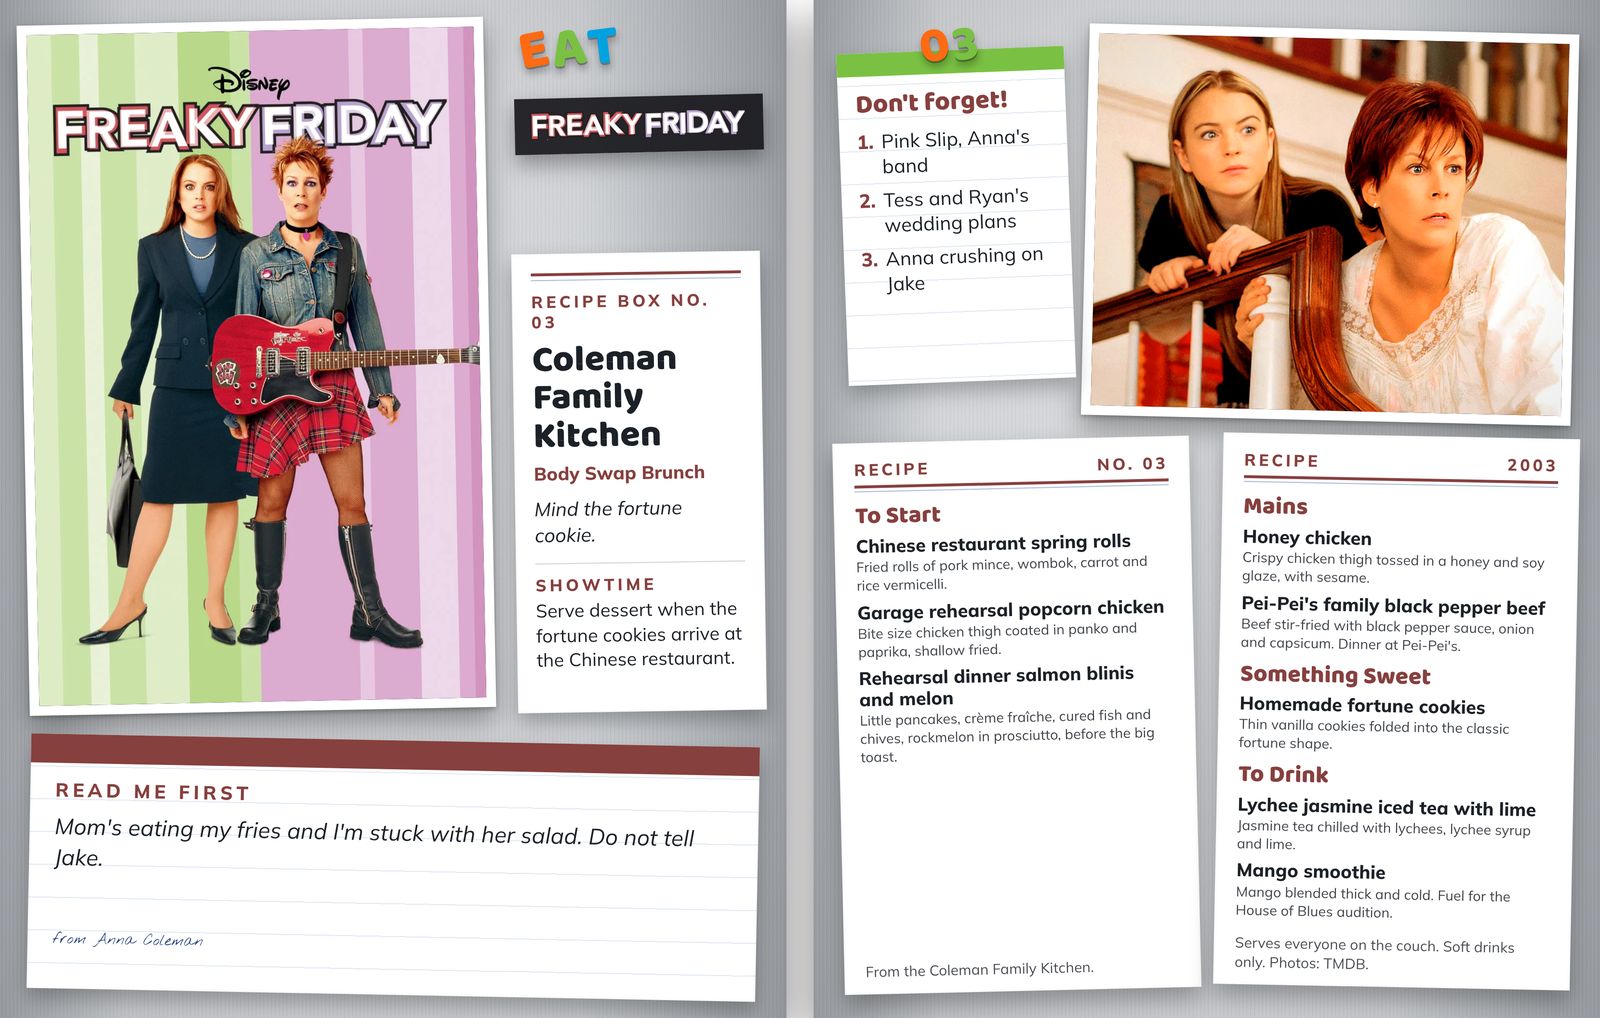 Disney
FREAKY FRIDAY
EAT
FREAKY FRIDAY
RECIPE BOX NO.
03
Coleman
Family
Kitchen
Body Swap Brunch
Mind the fortune
cookie.
SHOWTIME
Serve dessert when the
fortune cookies arrive at
the Chinese restaurant.
READ ME FIRST
Mom's eating my fries and I'm stuck with her salad. Do not tell
Jake.
from Anna Coleman
03
Don't forget!
1. Pink Slip, Anna's
band
2. Tess and Ryan's
wedding plans
3. Anna crushing on
Jake
RECIPE NO. 03
To Start
Chinese restaurant spring rolls
Fried rolls of pork mince, wombok, carrot and
rice vermicelli.
Garage rehearsal popcorn chicken
Bite size chicken thigh coated in panko and
paprika, shallow fried.
Rehearsal dinner salmon blinis
and melon
Little pancakes, crème fraîche, cured fish and
chives, rockmelon in prosciutto, before the big
toast.
From the Coleman Family Kitchen.
RECIPE 2003
Mains
Honey chicken
Crispy chicken thigh tossed in a honey and soy
glaze, with sesame.
Pei-Pei's family black pepper beef
Beef stir-fried with black pepper sauce, onion
and capsicum. Dinner at Pei-Pei's.
Something Sweet
Homemade fortune cookies
Thin vanilla cookies folded into the classic
fortune shape.
To Drink
Lychee jasmine iced tea with lime
Jasmine tea chilled with lychees, lychee syrup
and lime.
Mango smoothie
Mango blended thick and cold. Fuel for the
House of Blues audition.
Serves everyone on the couch. Soft drinks
only. Photos: TMDB.